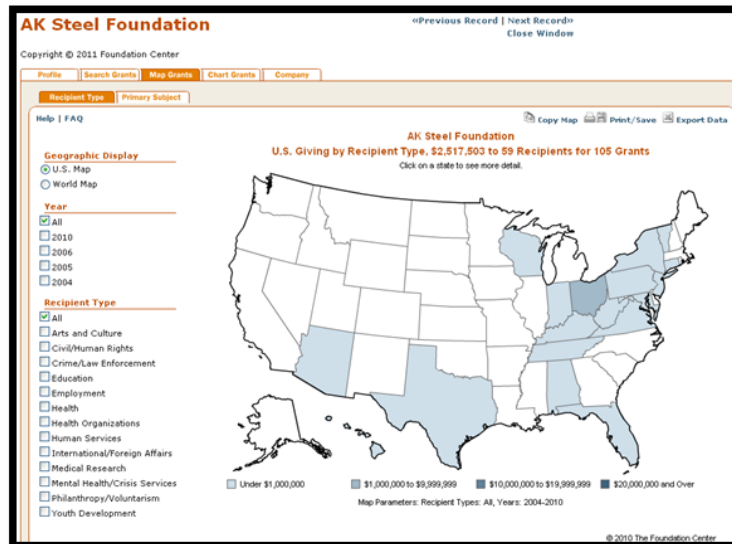 AK Steel Foundation
«Previous Record | Next Record»
Close Window
Copyright © 2011 Foundation Center
Profile Search Grants Map Grants Chart Grants Company
Recipient Type Primary Subject
Help | FAQ
Copy Map Print/Save Export Data
AK Steel Foundation
U.S. Giving by Recipient Type, $2,517,503 to 59 Recipients for 105 Grants
Click on a state to see more detail.
Geographic Display
U.S. Map
World Map
Year
All
2010
2006
2005
2004
Recipient Type
All
Arts and Culture
Civil/Human Rights
Crime/Law Enforcement
Education
Employment
Health
Health Organizations
Human Services
International/Foreign Affairs
Medical Research
Mental Health/Crisis Services
Philanthropy/Voluntarism
Youth Development
Under $1,000,000 $1,000,000 to $9,999,999 $10,000,000 to $19,999,999 $20,000,000 and Over
Map Parameters: Recipient Types: All, Years: 2004-2010
© 2010 The Foundation Center